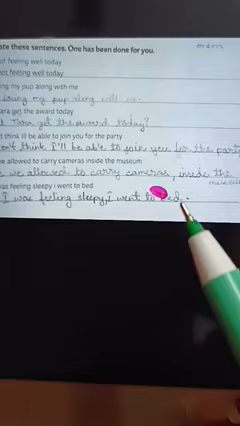 ate these sentences. One has been done for you.
ot feeling well today
ot feeling well today
ing my pup along with me
bring my pup along with me.
ara get the award today
Tara get the award today?
t think ill be able to join you for the party
on't think I'll be able to join you for the party
e allowed to carry cameras inside the museum
e we allowed to carry cameras, inside the
as feeling sleepy i went to bed
I was feeling sleepy, I went to bed.